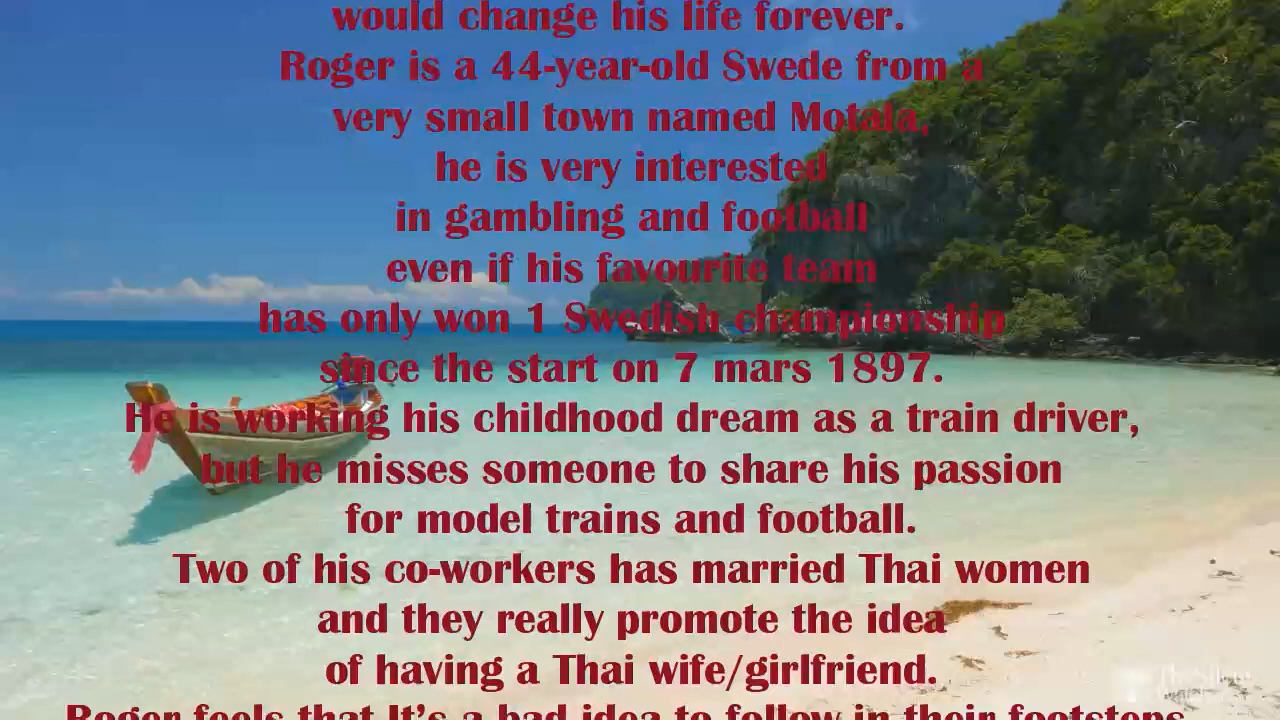 would change his life forever.
Roger is a 44-year-old Swede from a
very small town named Motala,
he is very interested
in gambling and football
even if his favourite team
has only won 1 Swedish championship
since the start on 7 mars 1897.
He is working his childhood dream as a train driver,
but he misses someone to share his passion
for model trains and football.
Two of his co-workers has married Thai women
and they really promote the idea
of having a Thai wife/girlfriend.
Roger feels that It's a bad idea to follow in their footsteps